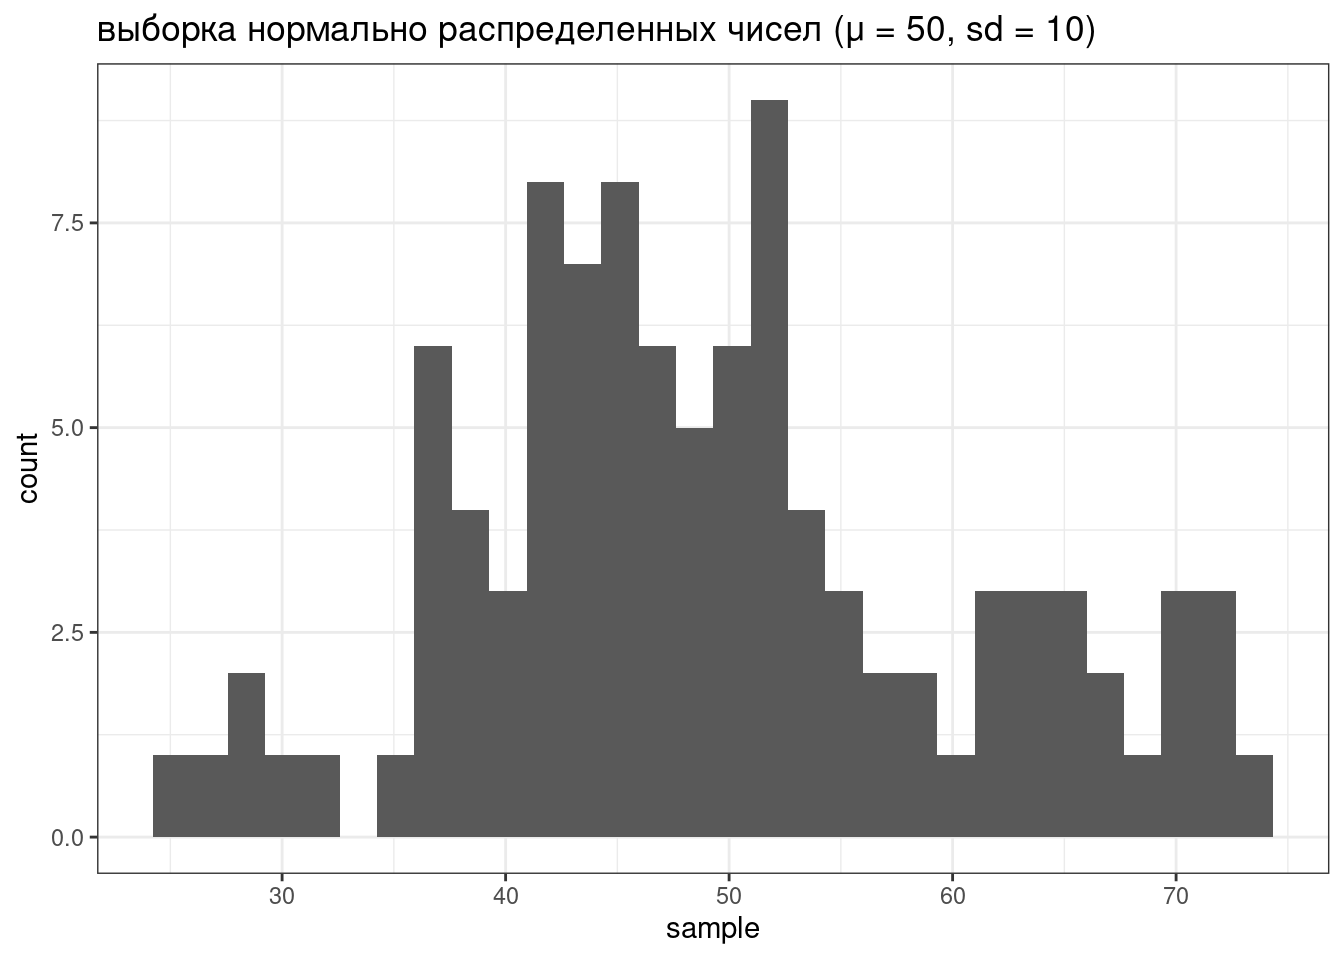 выборка нормально распределенных чисел (μ = 50, sd = 10)
7.5
5.0
2.5
0.0
count
30 40 50 60 70
sample